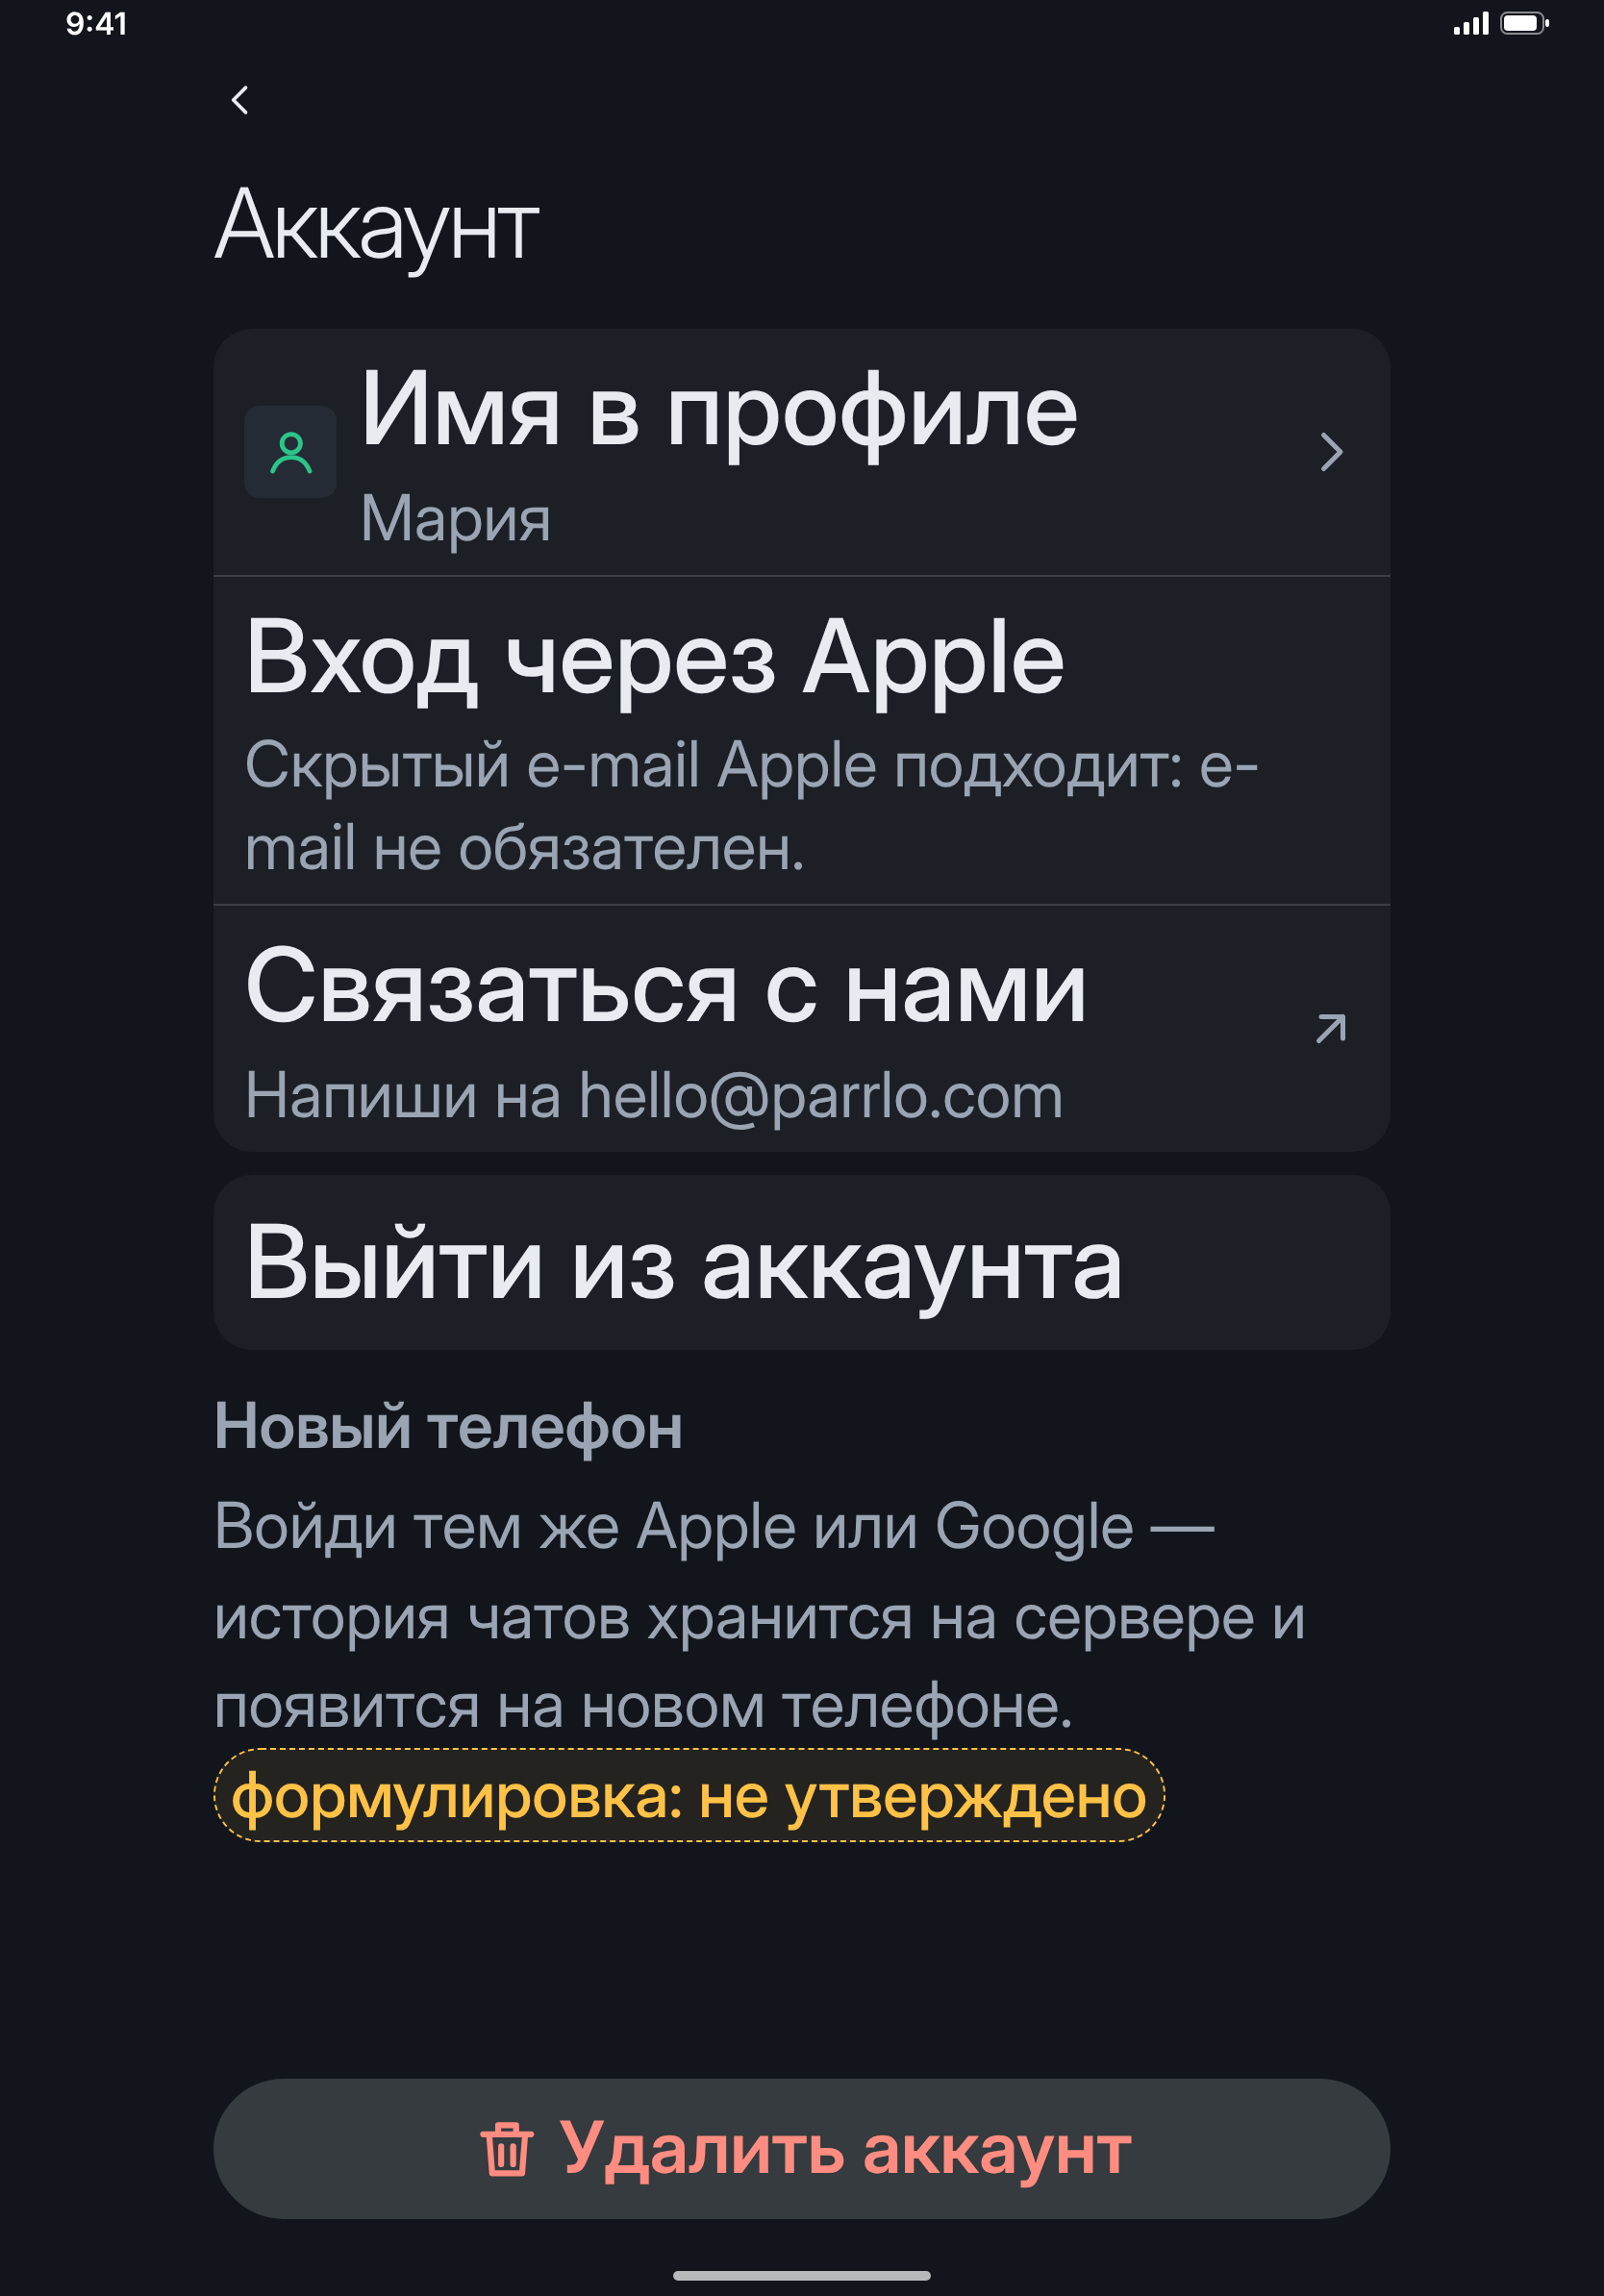 9:41
Аккаунт
Имя в профиле
Мария
Вход через Apple
Скрытый e-mail Apple подходит: e-
mail не обязателен.
Связаться с нами
Напиши на hello@parrlo.com
Выйти из аккаунта
Новый телефон
Войди тем же Apple или Google —
история чатов хранится на сервере и
появится на новом телефоне.
формулировка: не утверждено
Удалить аккаунт